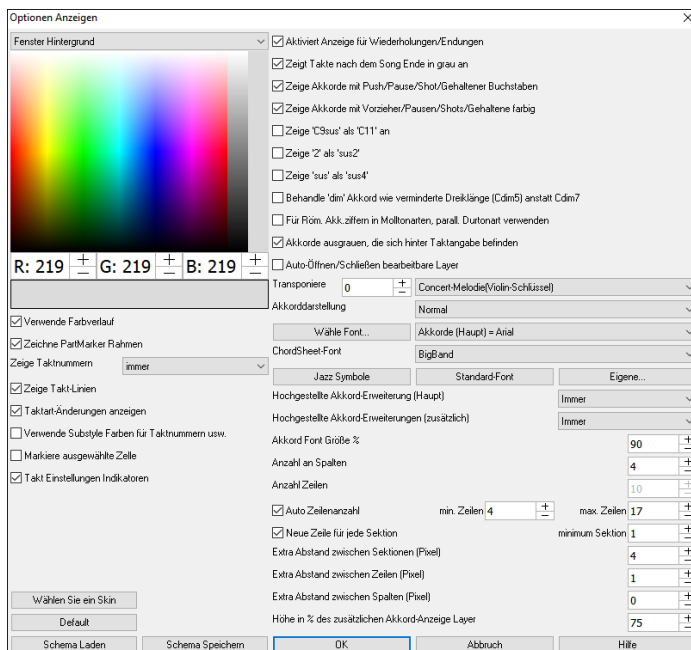 Optionen Anzeigen
Fenster Hintergrund
R: 219 G: 219 B: 219
Verwende Farbverlauf
Zeichne PartMarker Rahmen
Zeige Taktnummern immer
Zeige Takt-Linien
Taktart-Änderungen anzeigen
Verwende Substyle Farben für Taktnummern usw.
Markiere ausgewählte Zelle
Takt Einstellungen Indikatoren
Wählen Sie ein Skin
Default
Schema Laden Schema Speichern
Aktiviert Anzeige für Wiederholungen/Endungen
Zeigt Takte nach dem Song Ende in grau an
Zeige Akkorde mit Push/Pause/Shot/Gehaltener Buchstaben
Zeige Akkorde mit Vorzieher/Pausen/Shots/Gehaltene farbig
Zeige 'C9sus' als 'C11' an
Zeige '2' als 'sus2'
Zeige 'sus' als 'sus4'
Behandle 'dim' Akkord wie verminderte Dreiklänge (Cdim5) anstatt Cdim7
Für Röm. Akk.ziffern in Molltonarten, parall. Durtonart verwenden
Akkorde ausgrauen, die sich hinter Taktangabe befinden
Auto-Öffnen/Schließen bearbeitbare Layer
Transponiere 0 Concert-Melodie(Violin-Schlüssel)
Akkorddarstellung Normal
Wähle Font... Akkorde (Haupt) = Arial
ChordSheet-Font BigBand
Jazz Symbole Standard-Font Eigene...
Hochgestellte Akkord-Erweiterung (Haupt) Immer
Hochgestellte Akkord-Erweiterungen (zusätzlich) Immer
Akkord Font Größe % 90
Anzahl an Spalten 4
Anzahl Zeilen 10
Auto Zeilenanzahl min. Zeilen 4 max. Zeilen 17
Neue Zeile für jede Sektion minimum Sektion 1
Extra Abstand zwischen Sektionen (Pixel) 4
Extra Abstand zwischen Zeilen (Pixel) 1
Extra Abstand zwischen Spalten (Pixel) 0
Höhe in % des zusätzlichen Akkord-Anzeige Layer 75
OK Abbruch Hilfe